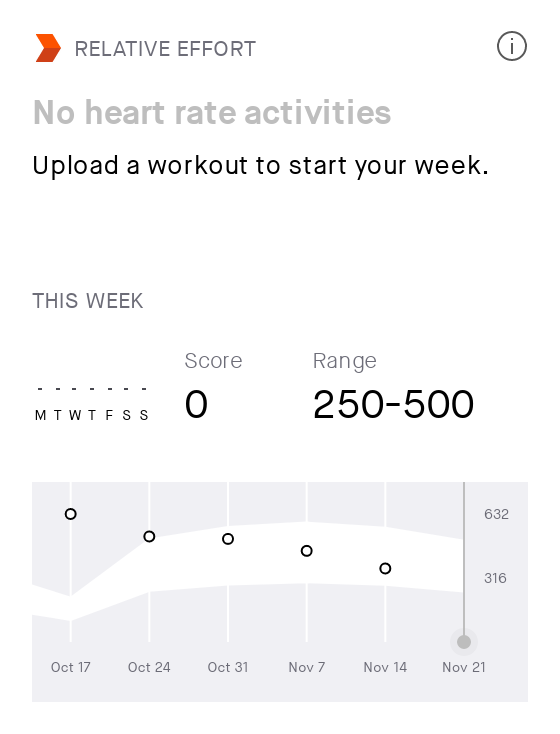 RELATIVE EFFORT
No heart rate activities
Upload a workout to start your week.
THIS WEEK
Score
Range
- - - - - - -
M T W T F S S
0
250-500
632
316
Oct 17
Oct 24
Oct 31
Nov 7
Nov 14
Nov 21